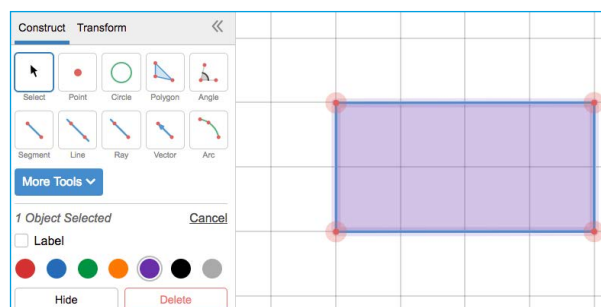 Construct Transform
Select Point Circle Polygon Angle
Segment Line Ray Vector Arc
More Tools
1 Object Selected Cancel
Label
Hide Delete